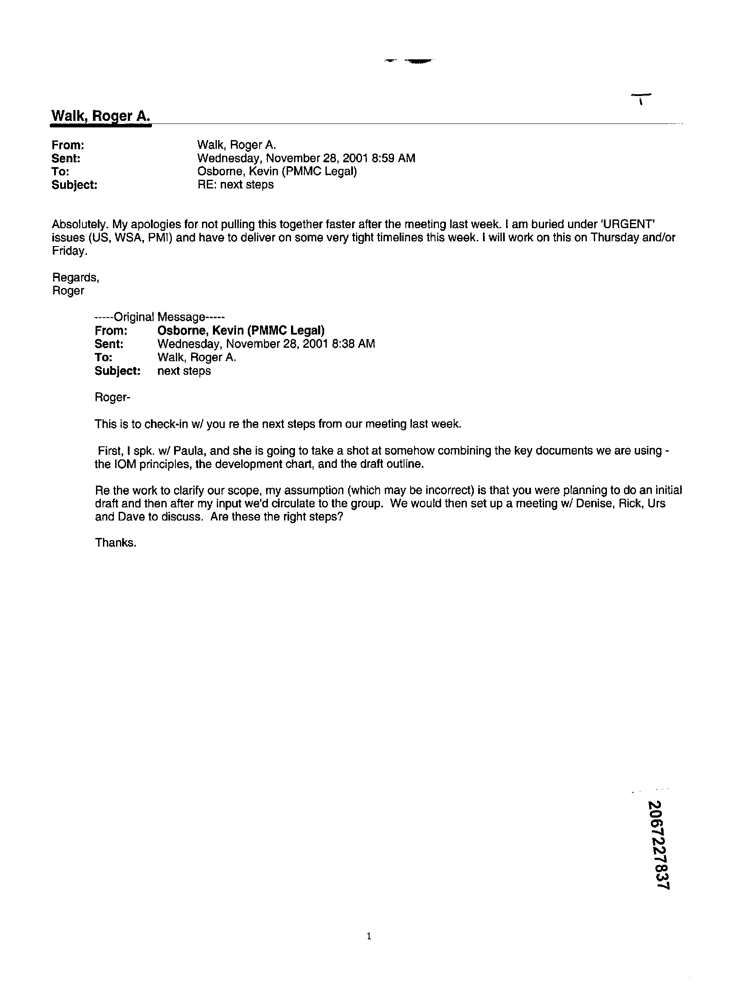 Walk, Roger A.
From: Walk, Roger A.
Sent: Wednesday, November 28, 2001 8:59 AM
To: Osborne, Kevin (PMMC Legal)
Subject: RE: next steps
Absolutely. My apologies for not pulling this together faster after the meeting last week. I am buried under 'URGENT'
issues (US, WSA, PMI) and have to deliver on some very tight timelines this week. I will work on this on Thursday and/or
Friday.
Regards,
Roger
-----Original Message-----
From: Osborne, Kevin (PMMC Legal)
Sent: Wednesday, November 28, 2001 8:38 AM
To: Walk, Roger A.
Subject: next steps
Roger-
This is to check-in w/ you re the next steps from our meeting last week.
First, I spk. w/ Paula, and she is going to take a shot at somehow combining the key documents we are using -
the IOM principles, the development chart, and the draft outline.
Re the work to clarify our scope, my assumption (which may be incorrect) is that you were planning to do an initial
draft and then after my input we'd circulate to the group. We would then set up a meeting w/ Denise, Rick, Urs
and Dave to discuss. Are these the right steps?
Thanks.
2067227837
1